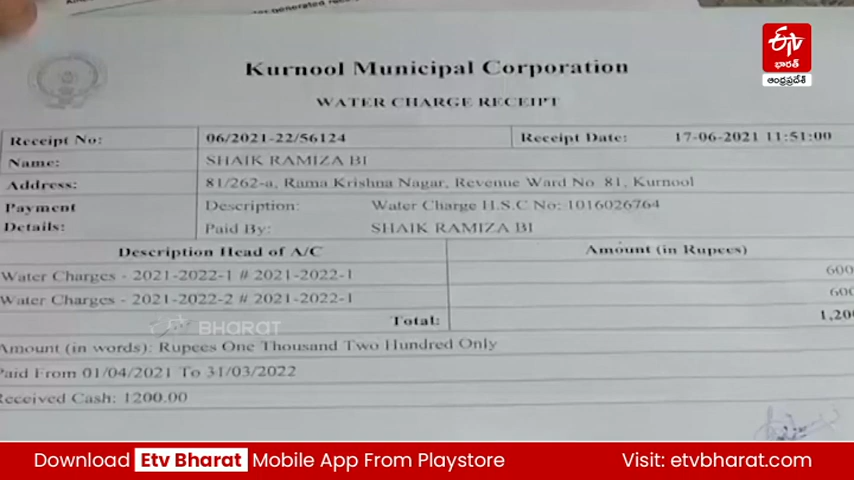 er generated recei
భారత్
ఆంధ్రప్రదేశ్
Kurnool Municipal Corporation
WATER CHARGE RECEIPT
Receipt No: 06/2021-22/56124 Receipt Date: 17-06-2021 11:51:00
Name: SHAIK RAMIZA BI
Address: 81/262-a, Rama Krishna Nagar, Revenue Ward No 81, Kurnool
Payment Description: Water Charge H.S.C No: 1016026764
Details: Paid By: SHAIK RAMIZA BI
Description Head of A/C Amount (in Rupees)
Water Charges - 2021-2022-1 # 2021-2022-1 600
Water Charges - 2021-2022-2 # 2021-2022-1 600
BHARAT
Total: 1,200
Amount (in words): Rupees One Thousand Two Hundred Only
Paid From 01/04/2021 To 31/03/2022
Received Cash: 1200.00
Download Etv Bharat Mobile App From Playstore Visit: etvbharat.com